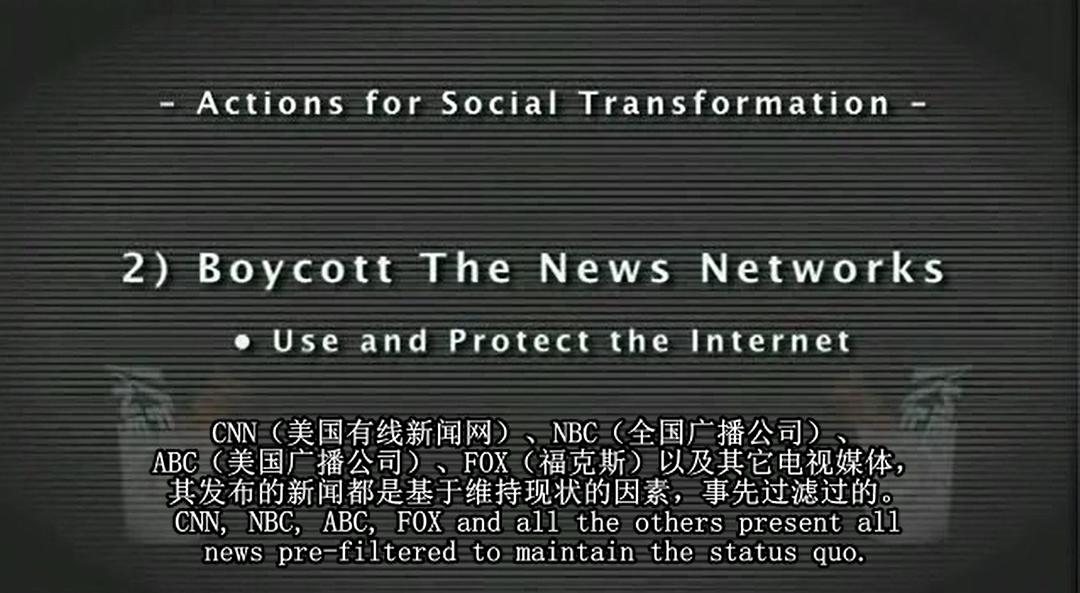 - Actions for Social Transformation -
2) Boycott The News Networks
• Use and Protect the Internet
CNN（美国有线新闻网）、NBC（全国广播公司）、
ABC（美国广播公司）、FOX（福克斯）以及其它电视媒体，
其发布的新闻都是基于维持现状的因素，事先过滤过的。
CNN, NBC, ABC, FOX and all the others present all
news pre-filtered to maintain the status quo.